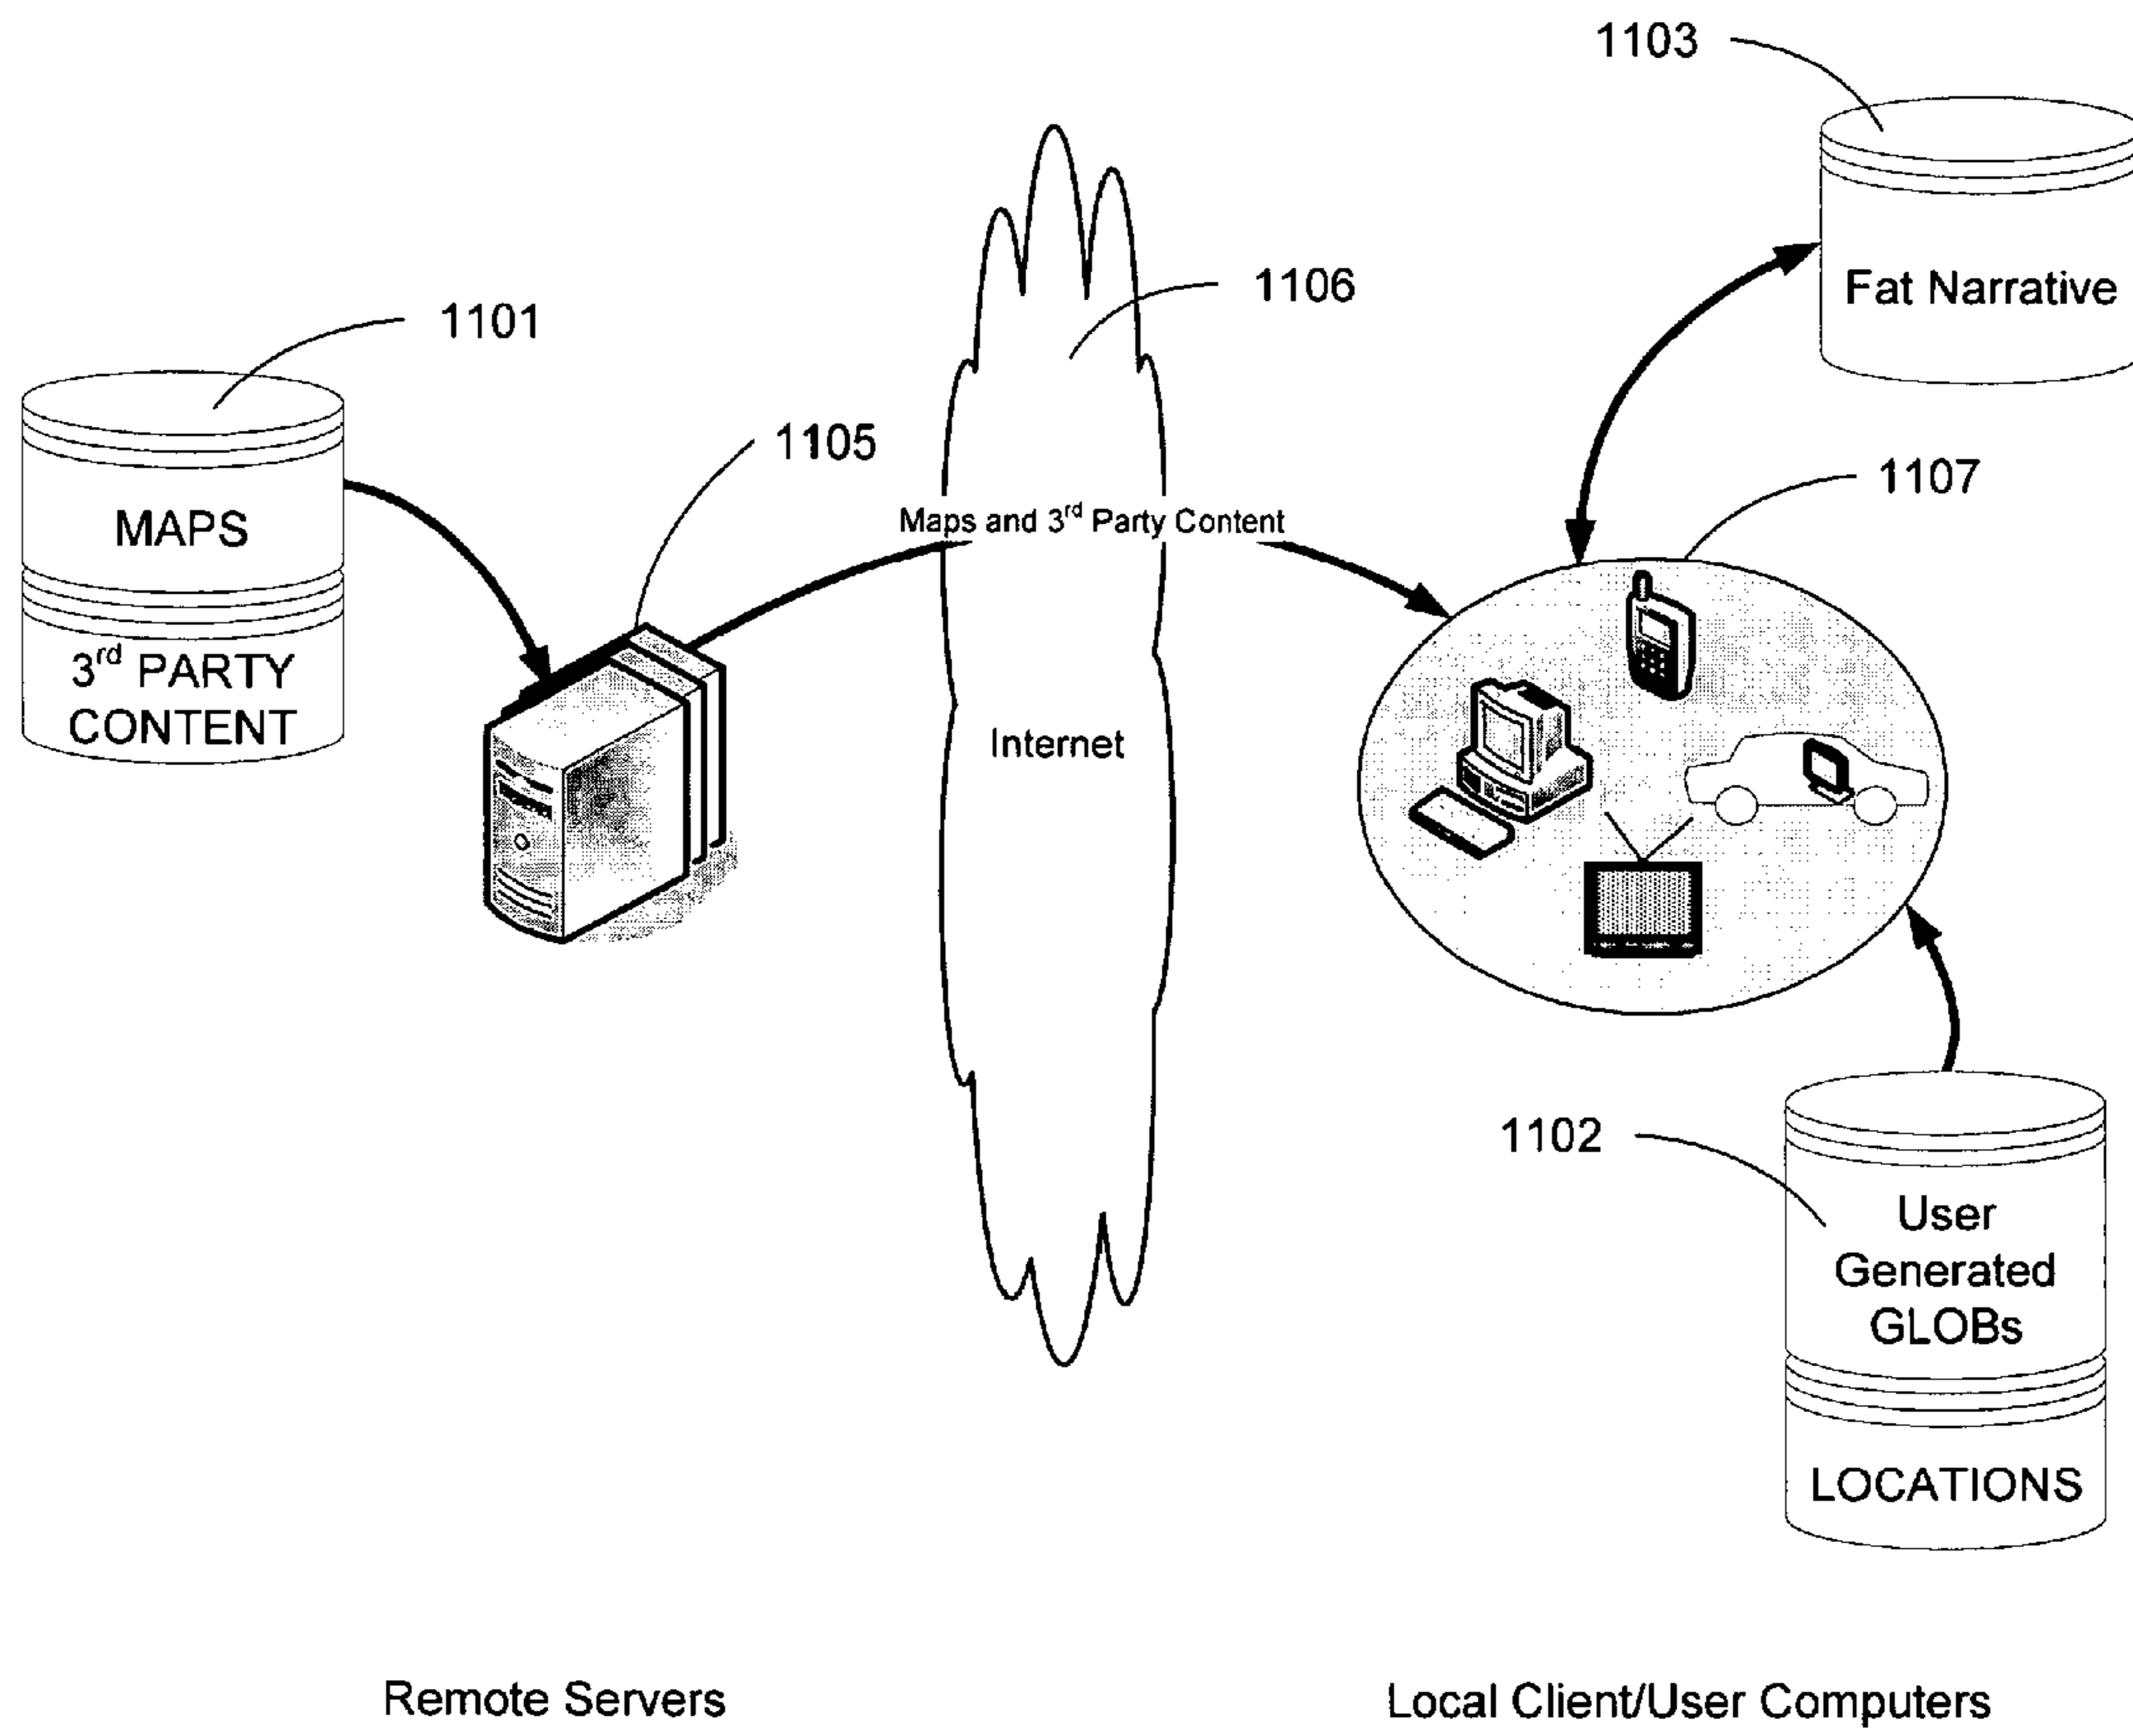 1103
Fat Narrative
1106
1101
1105
1107
MAPS
Maps and 3rd Party Content
3rd PARTY
CONTENT
Internet
1102
User
Generated
GLOBs
LOCATIONS
Remote Servers
Local Client/User Computers